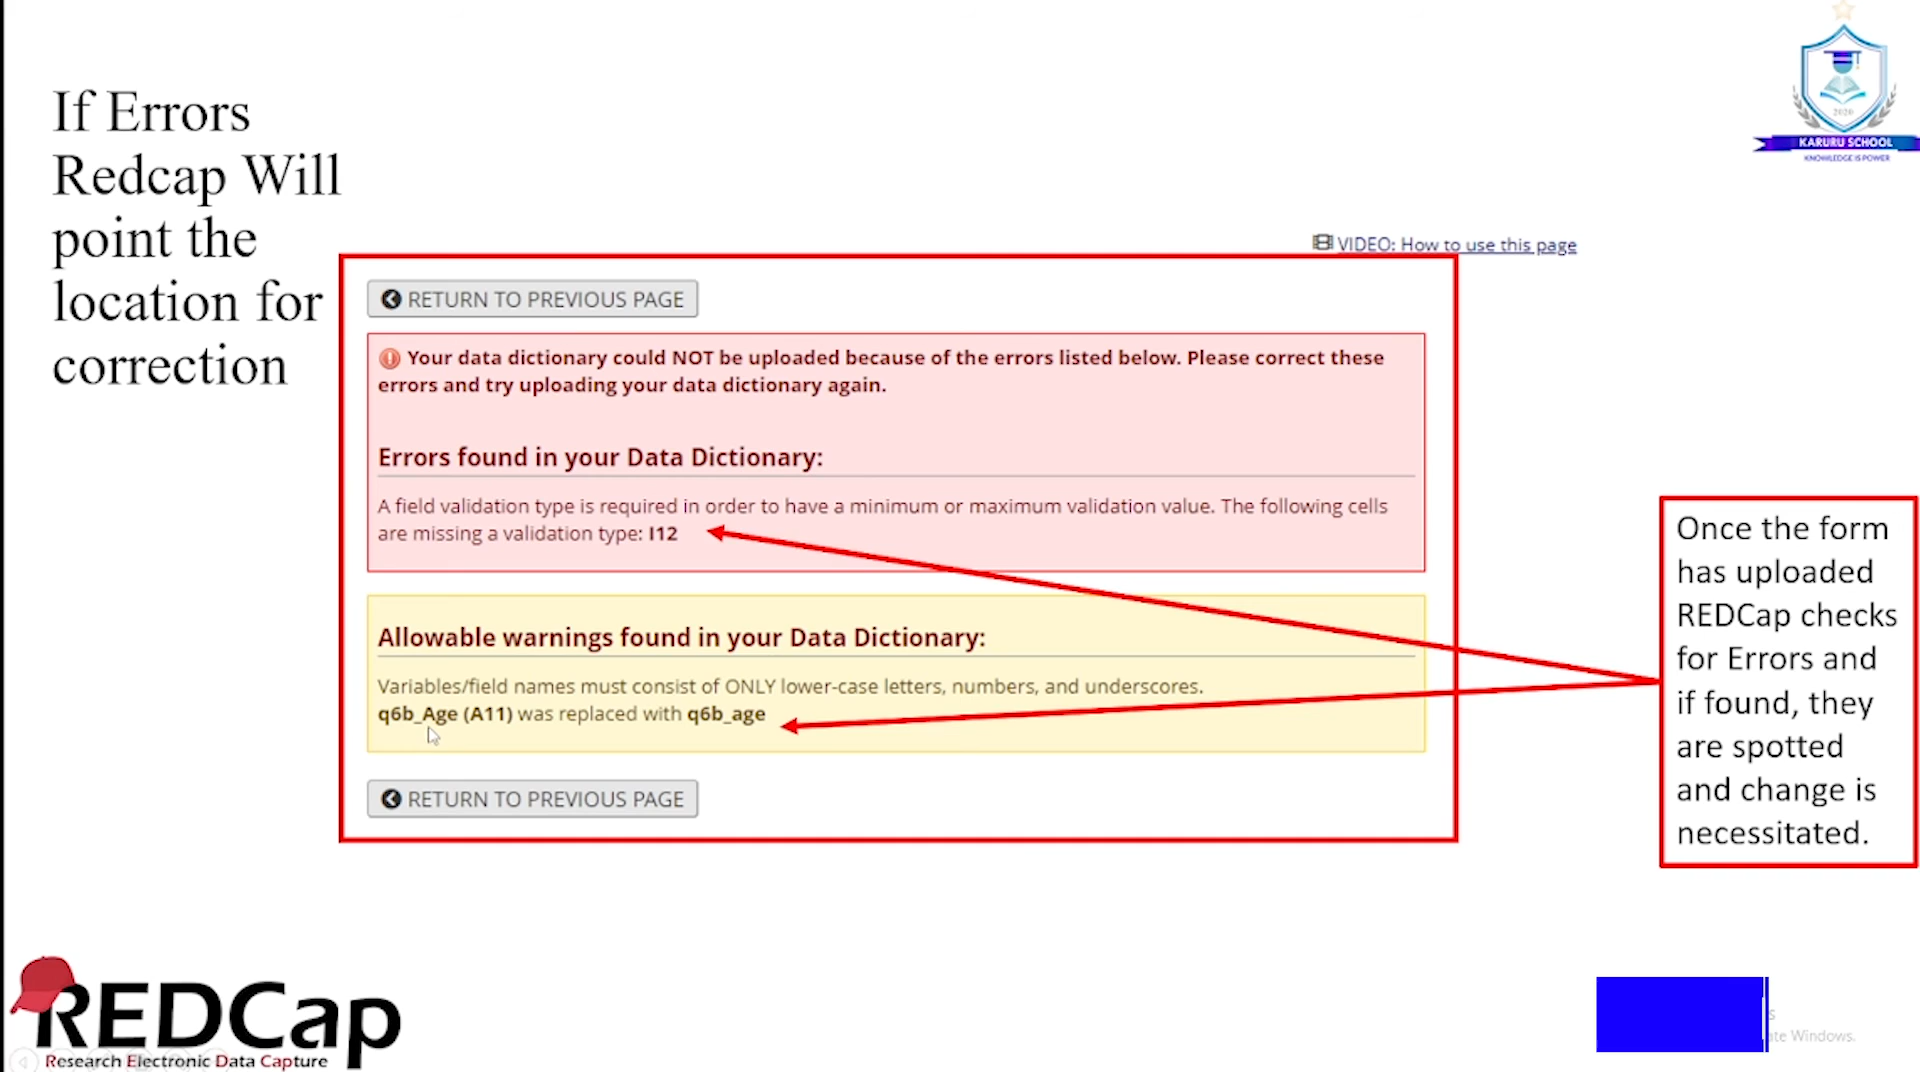 If Errors
Redcap Will
point the
location for
correction
2020
KARURU SCHOOL
KNOWLEDGE IS POWER
VIDEO: How to use this page
RETURN TO PREVIOUS PAGE
Your data dictionary could NOT be uploaded because of the errors listed below. Please correct these
errors and try uploading your data dictionary again.
Errors found in your Data Dictionary:
A field validation type is required in order to have a minimum or maximum validation value. The following cells
are missing a validation type: I12
Allowable warnings found in your Data Dictionary:
Variables/field names must consist of ONLY lower-case letters, numbers, and underscores.
q6b_Age (A11) was replaced with q6b_age
RETURN TO PREVIOUS PAGE
Once the form
has uploaded
REDCap checks
for Errors and
if found, they
are spotted
and change is
necessitated.
REDCap
Research Electronic Data Capture
Windows.